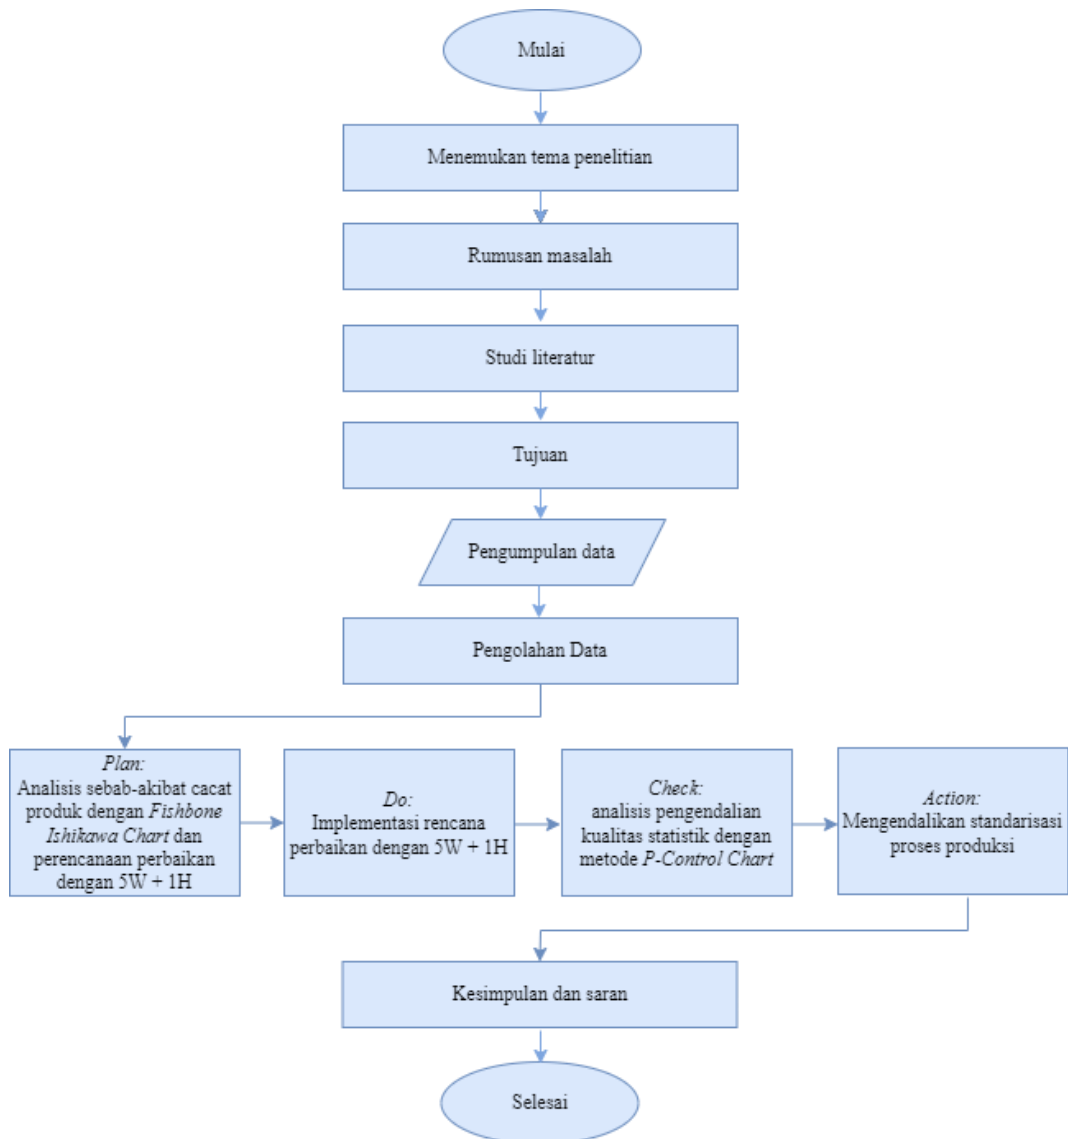 Mulai
Menemukan tema penelitian
Rumusan masalah
Studi literatur
Tujuan
Pengumpulan data
Pengolahan Data
Plan:
Analisis sebab-akibat cacat
produk dengan Fishbone
Ishikawa Chart dan
perencanaan perbaikan
dengan 5W + 1H
Do:
Implementasi rencana
perbaikan dengan 5W + 1H
Check:
analisis pengendalian
kualitas statistik dengan
metode P-Control Chart
Action:
Mengendalikan standarisasi
proses produksi
Kesimpulan dan saran
Selesai